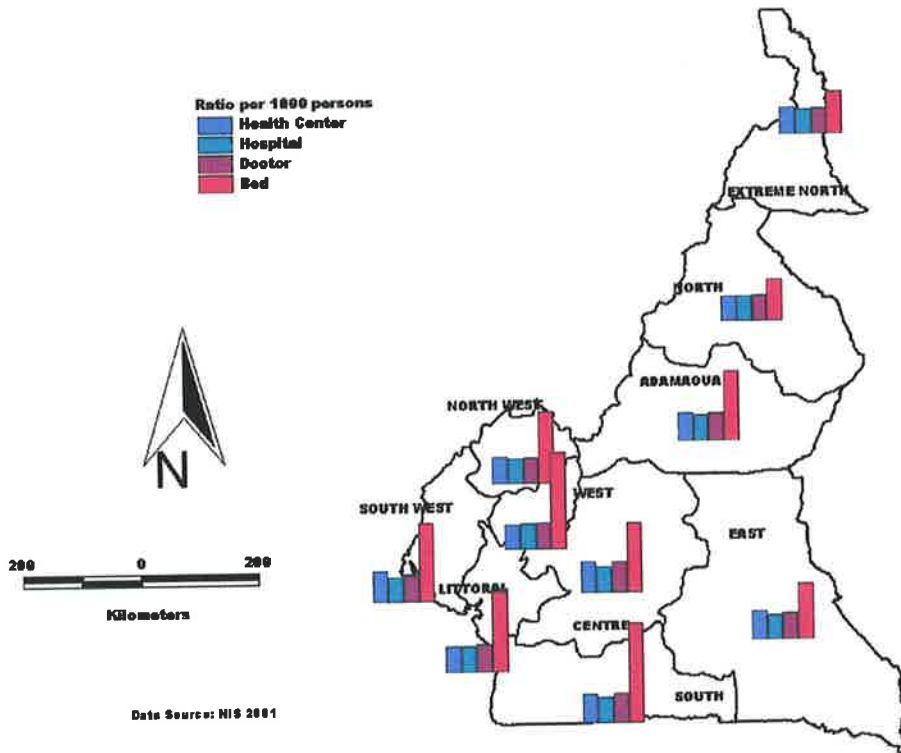 Ratio per 1000 persons
Health Center
Hospital
Doctor
Bed
EXTREME NORTH
NORTH
ADAMAOUA
NORTH WEST
WEST
SOUTH WEST
EAST
200 0 200
Kilometers
LITTORAL
CENTRE
SOUTH
N
Data Source: NIS 2001